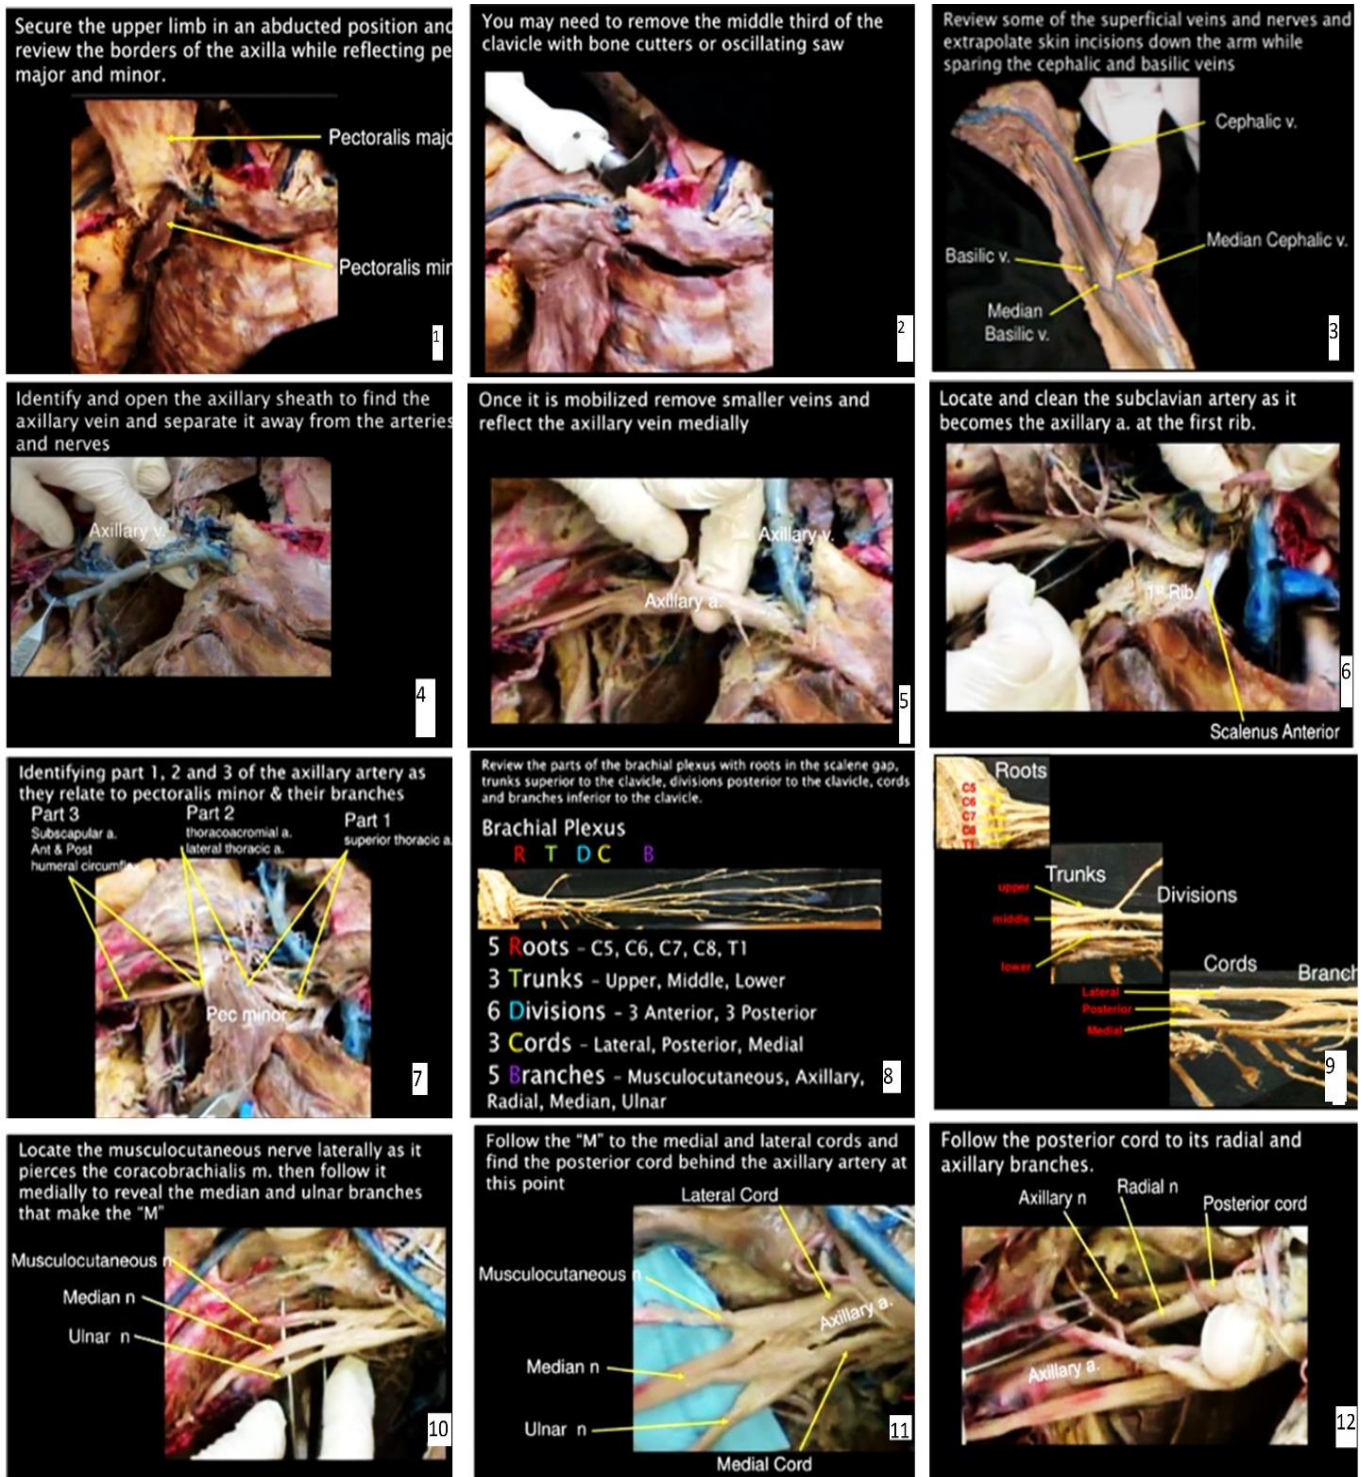 Secure the upper limb in an abducted position and
review the borders of the axilla while reflecting pe
major and minor.
Pectoralis majo
Pectoralis min
1
You may need to remove the middle third of the
clavicle with bone cutters or oscillating saw
2
Review some of the superficial veins and nerves and
extrapolate skin incisions down the arm while
sparing the cephalic and basilic veins
Cephalic v.
Median Cephalic v.
Basilic v.
Median
Basilic v.
3
Identify and open the axillary sheath to find the
axillary vein and separate it away from the arteries
and nerves
Axillary v.
4
Once it is mobilized remove smaller veins and
reflect the axillary vein medially
Axillary v.
Axillary a.
5
Locate and clean the subclavian artery as it
becomes the axillary a. at the first rib.
1st Rib.
Scalenus Anterior
6
Identifying part 1, 2 and 3 of the axillary artery as
they relate to pectoralis minor & their branches
Part 3
Subscapular a.
Ant & Post
humeral circumfle
Part 2
thoracoacromial a.
lateral thoracic a.
Part 1
superior thoracic a.
Pec minor
7
Review the parts of the brachial plexus with roots in the scalene gap,
trunks superior to the clavicle, divisions posterior to the clavicle, cords
and branches inferior to the clavicle.
Brachial Plexus
R T D C B
5 Roots - C5, C6, C7, C8, T1
3 Trunks - Upper, Middle, Lower
6 Divisions - 3 Anterior, 3 Posterior
3 Cords - Lateral, Posterior, Medial
5 Branches - Musculocutaneous, Axillary,
Radial, Median, Ulnar
8
Roots
C5
C6
C7
C8
T1
Trunks
upper
middle
lower
Divisions
Cords
Branch
Lateral
Posterior
Medial
9
Locate the musculocutaneous nerve laterally as it
pierces the coracobrachialis m. then follow it
medially to reveal the median and ulnar branches
that make the “M”
Musculocutaneous n
Median n
Ulnar n
10
Follow the “M” to the medial and lateral cords and
find the posterior cord behind the axillary artery at
this point
Lateral Cord
Musculocutaneous n
Axillary a.
Median n
Ulnar n
Medial Cord
11
Follow the posterior cord to its radial and
axillary branches.
Axillary n
Radial n
Posterior cord
Axillary a.
12